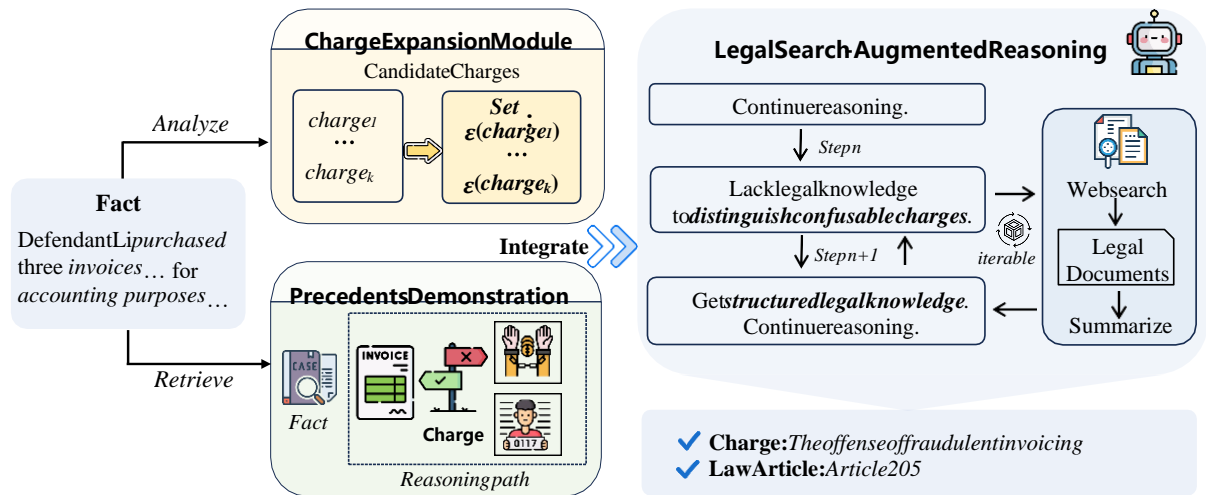 Fact
DefendantLipurchased
three invoices... for
accounting purposes...
Analyze
Retrieve
ChargeExpansionModule
CandidateCharges
charge₁
...
chargeₖ
Set :
ε(charge₁)
...
ε(chargeₖ)
PrecedentsDemonstration
CASE
Fact
INVOICE
Charge
0117
Reasoningpath
Integrate
LegalSearch-AugmentedReasoning
Continuereasoning.
Stepn
Lacklegalknowledge
todistinguishconfusablecharges.
Stepn+1
iterable
Getstructuredlegalknowledge.
Continuereasoning.
Websearch
Legal
Documents
Summarize
Charge:Theoffenseoffraudulentinvoicing
LawArticle:Article205